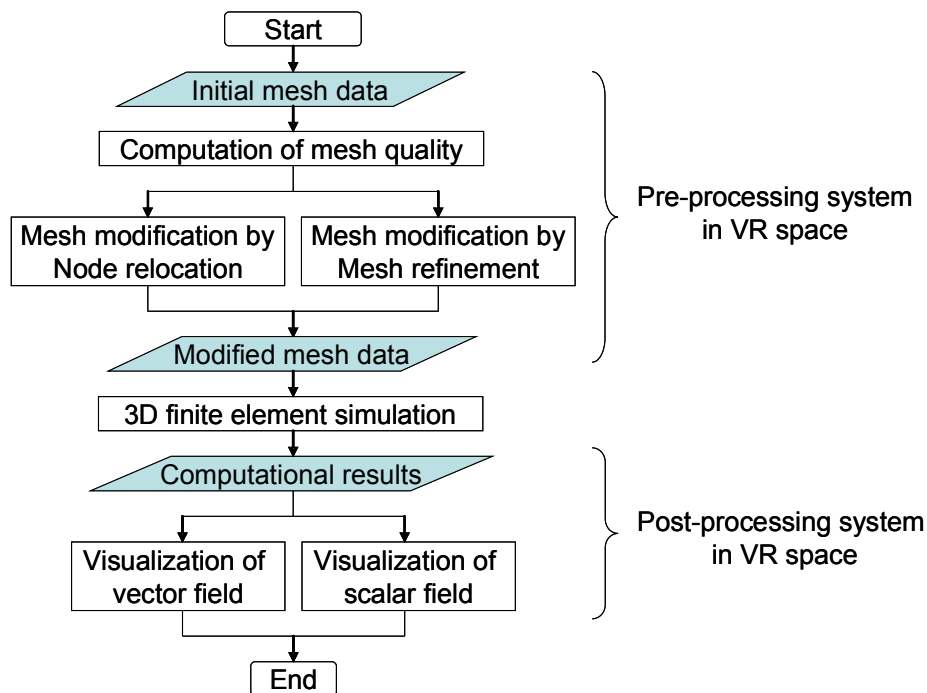 Start
Initial mesh data
Computation of mesh quality
Mesh modification by
Node relocation
Mesh modification by
Mesh refinement
Pre-processing system
in VR space
Modified mesh data
3D finite element simulation
Computational results
Visualization of
vector field
Visualization of
scalar field
Post-processing system
in VR space
End